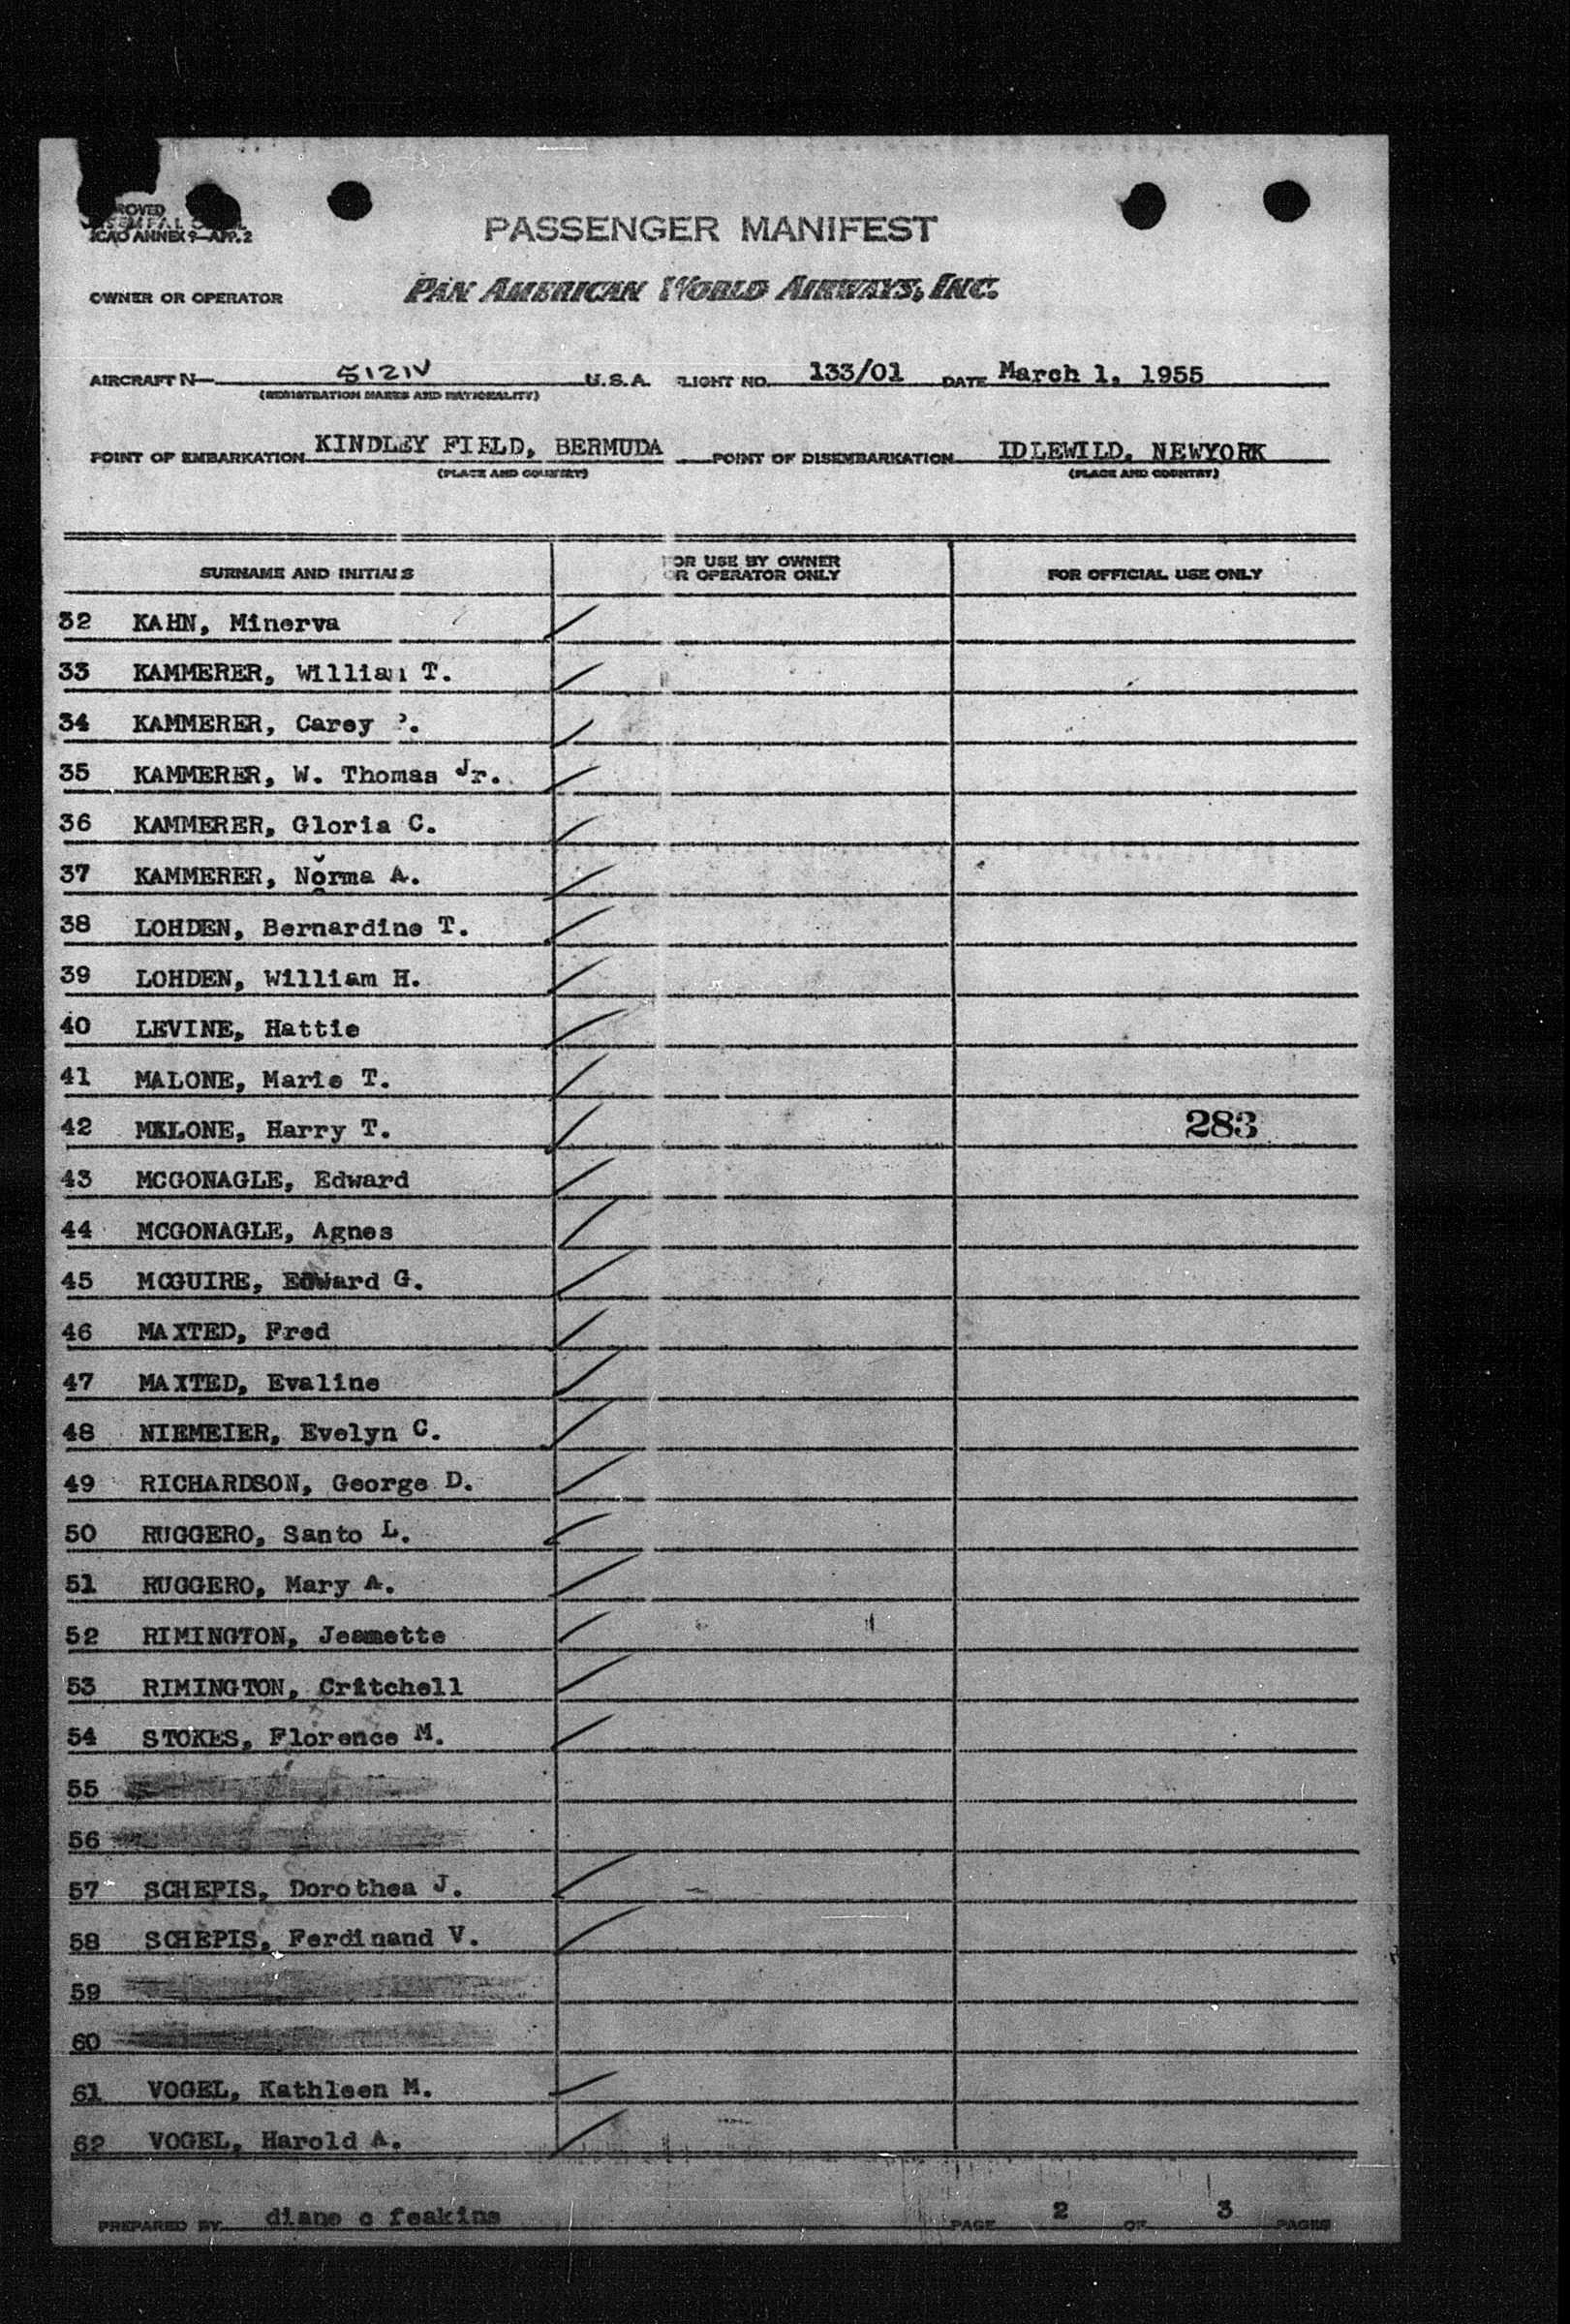 ROVED
ICAO ANNEX 9—APP. 2
PASSENGER MANIFEST
OWNER OR OPERATOR PAN AMERICAN WORLD AIRWAYS, INC.
AIRCRAFT N— 5121V U.S.A. LIGHT NO. 133/01 DATE March 1, 1955
(REGISTRATION MARKS AND NATIONALITY)
POINT OF EMBARKATION KINDLEY FIELD, BERMUDA POINT OF DISEMBARKATION IDLEWILD, NEWYORK
(PLACE AND COUNTRY) (PLACE AND COUNTRY)
SURNAME AND INITIALS FOR USE BY OWNER OR OPERATOR ONLY FOR OFFICIAL USE ONLY
32 KAHN, Minerva
33 KAMMERER, William T.
34 KAMMERER, Carey P.
35 KAMMERER, W. Thomas Jr.
36 KAMMERER, Gloria C.
37 KAMMERER, Norma A.
38 LOHDEN, Bernardine T.
39 LOHDEN, William H.
40 LEVINE, Hattie
41 MALONE, Marie T.
42 MALONE, Harry T. 283
43 MCGONAGLE, Edward
44 MCGONAGLE, Agnes
45 MCGUIRE, Edward G.
46 MAXTED, Fred
47 MAXTED, Evaline
48 NIEMEIER, Evelyn C.
49 RICHARDSON, George D.
50 RUGGERO, Santo L.
51 RUGGERO, Mary A.
52 RIMINGTON, Jeannette
53 RIMINGTON, Critchell
54 STOKES, Florence M.
55
56
57 SCHEPIS, Dorothea J.
58 SCHEPIS, Ferdinand V.
59
60
61 VOGEL, Kathleen M.
62 VOGEL, Harold A.
PREPARED BY diane c feakins PAGE 2 OF 3 PAGES